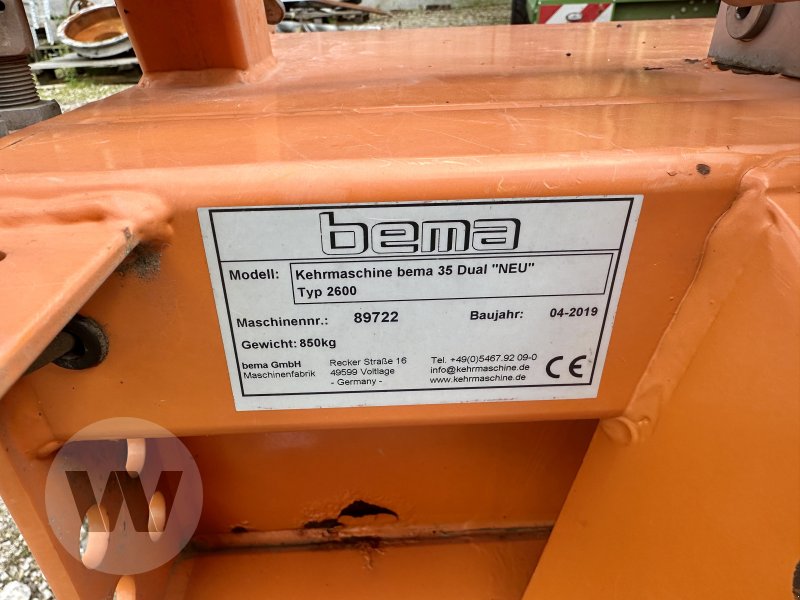 bema
Modell: Kehrmaschine bema 35 Dual "NEU"
Typ 2600
Maschinennr.: 89722 Baujahr: 04-2019
Gewicht: 850kg
bema GmbH Recker Straße 16 Tel. +49(0)5467.92 09-0
Maschinenfabrik 49599 Voltlage info@kehrmaschine.de
- Germany - www.kehrmaschine.de
CE
W